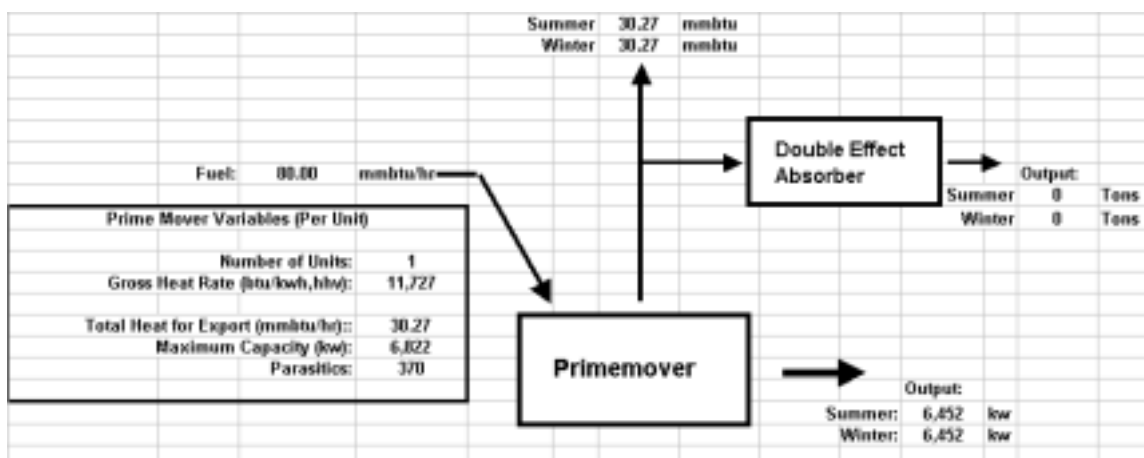 Summer 30.27 mmbtu
Winter 30.27 mmbtu
Double Effect
Absorber
Fuel: 80.00 mmbtu/hr
Output:
Summer 0 Tons
Winter 0 Tons
Prime Mover Variables (Per Unit)
Number of Units: 1
Gross Heat Rate (btu/kwh,hhv): 11,727
Total Heat for Export (mmbtu/hr):: 30.27
Maximum Capacity (kw): 6,822
Parasitics: 370
Primemover
Output:
Summer: 6,452 kw
Winter: 6,452 kw